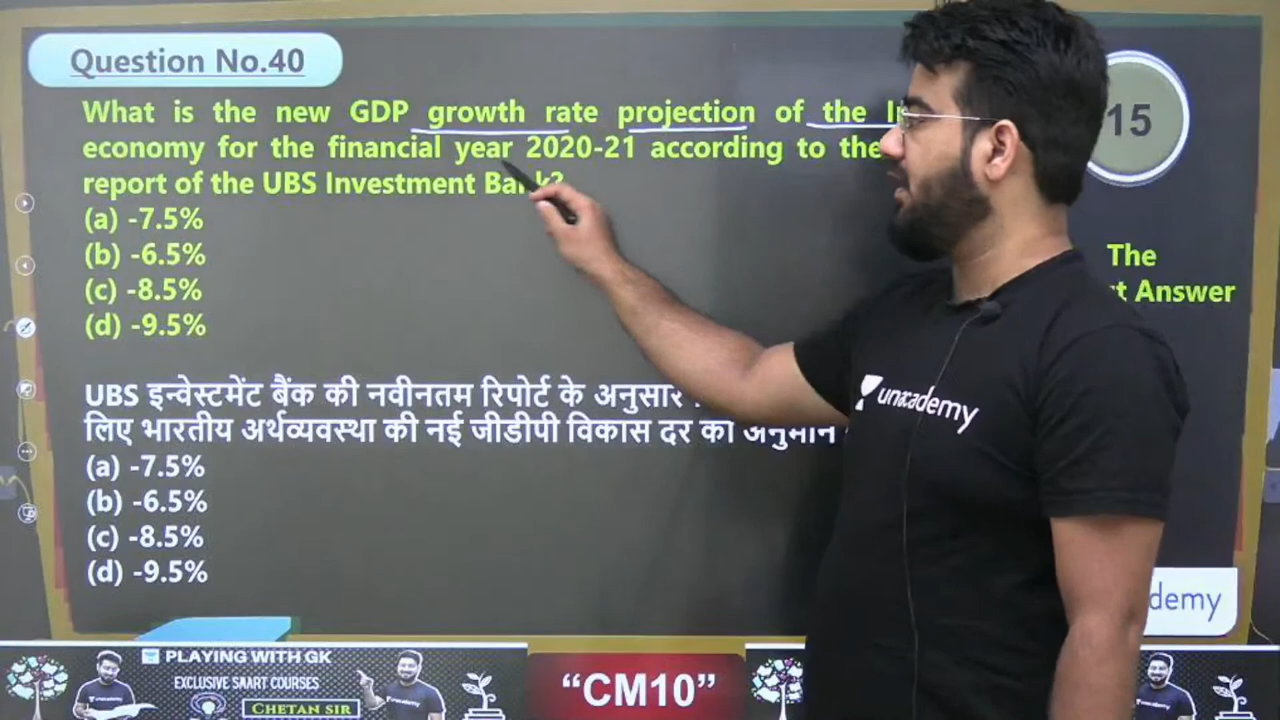 Question No.40
What is the new GDP growth rate projection of the
economy for the financial year 2020-21 according to the
report of the UBS Investment Bank?
(a) -7.5%
(b) -6.5%
(c) -8.5%
(d) -9.5%
15
The
Answer
UBS इन्वेस्टमेंट बैंक की नवीनतम रिपोर्ट के अनुसार
लिए भारतीय अर्थव्यवस्था की नई जीडीपी विकास दर का अनुमान
(a) -7.5%
(b) -6.5%
(c) -8.5%
(d) -9.5%
unacademy
demy
PLAYING WITH GK
EXCLUSIVE SMART COURSES
CHETAN SIR
“CM10”